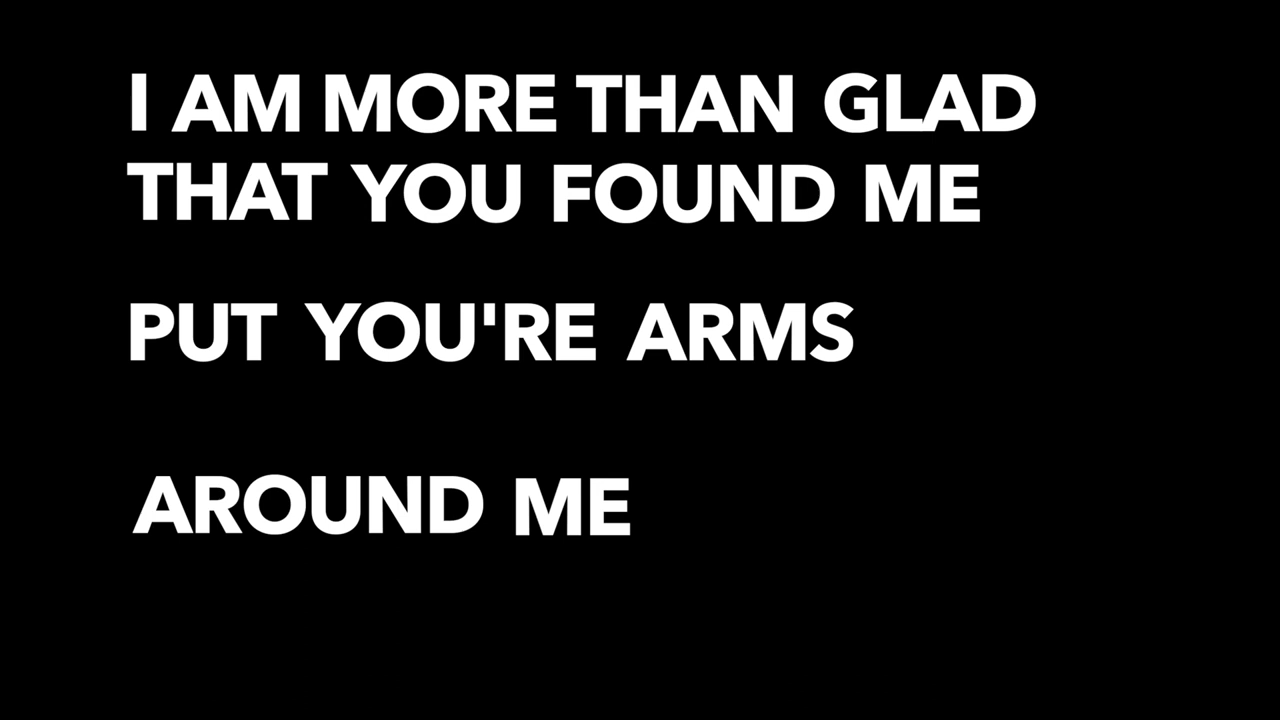 I AM MORE THAN GLAD
THAT YOU FOUND ME
PUT YOU'RE ARMS
AROUND ME